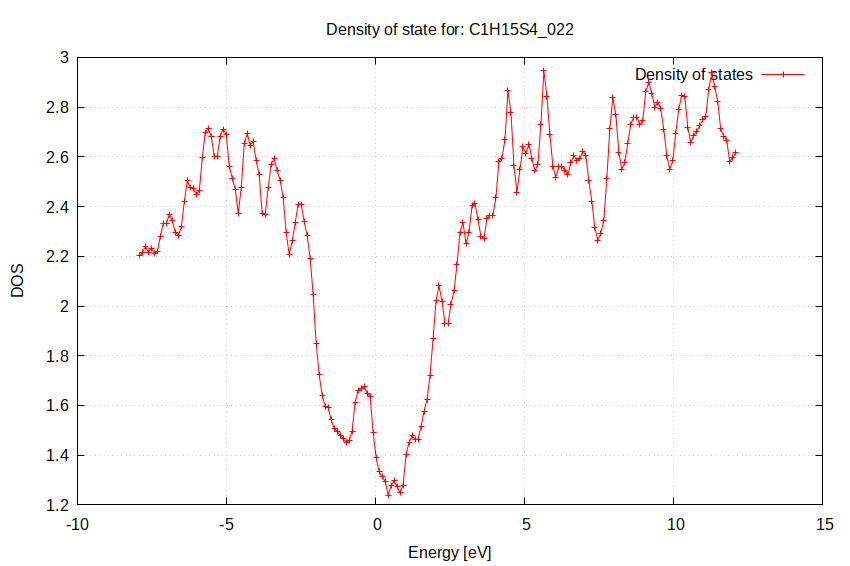 Density of state for: C1H15S4_022
Density of states
3
2.8
2.6
2.4
2.2
2
1.8
1.6
1.4
1.2
DOS
-10 -5 0 5 10 15
Energy [eV]